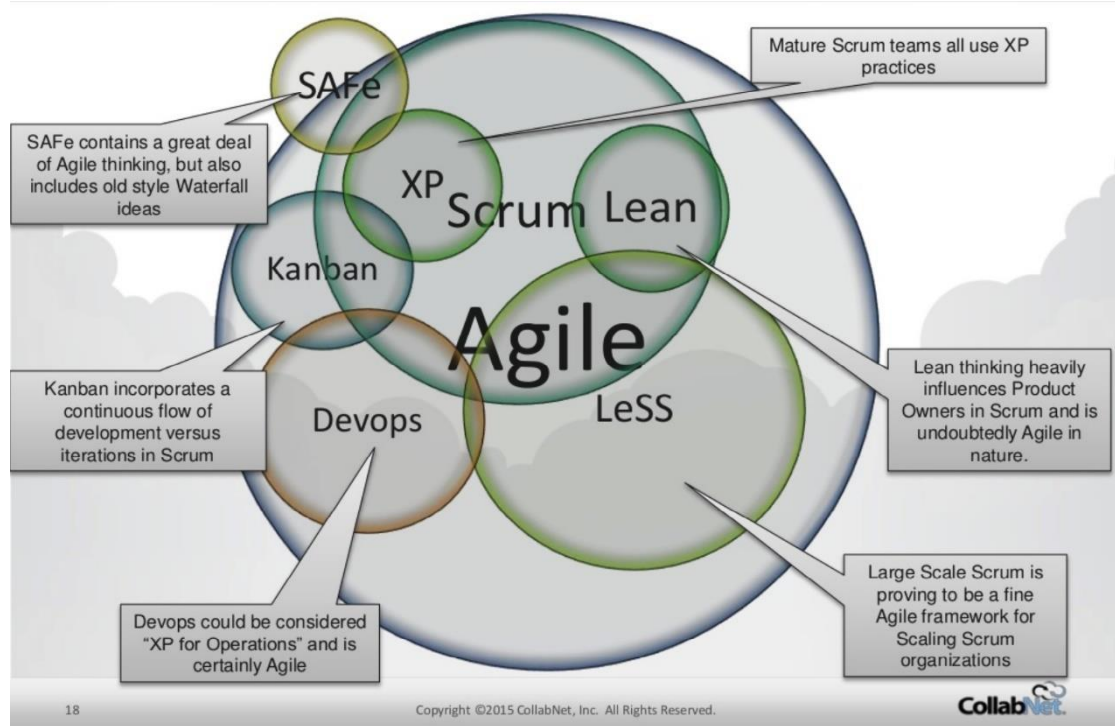 SAFe
Mature Scrum teams all use XP
practices
SAFe contains a great deal
of Agile thinking, but also
includes old style Waterfall
ideas
XP
Scrum
Lean
Kanban
Agile
Kanban incorporates a
continuous flow of
development versus
iterations in Scrum
Devops
LeSS
Lean thinking heavily
influences Product
Owners in Scrum and is
undoubtedly Agile in
nature.
Devops could be considered
“XP for Operations” and is
certainly Agile
Large Scale Scrum is
proving to be a fine
Agile framework for
Scaling Scrum
organizations
18
Copyright ©2015 CollabNet, Inc. All Rights Reserved.
CollabNet